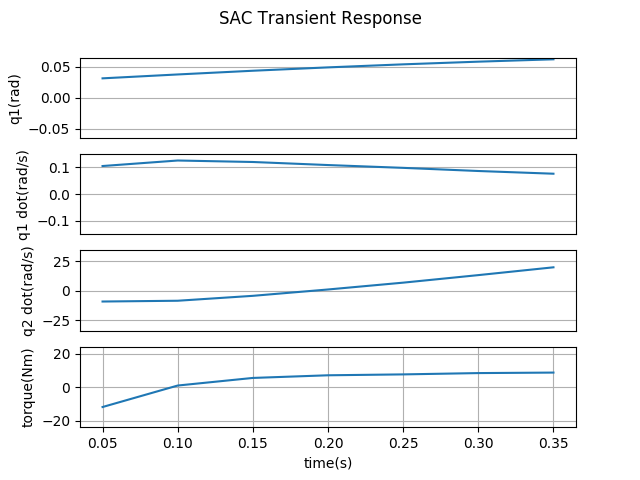 SAC Transient Response
q1(rad)
0.05
0.00
−0.05
q1 dot(rad/s)
0.1
0.0
−0.1
q2 dot(rad/s)
25
0
−25
torque(Nm)
20
0
−20
0.05 0.10 0.15 0.20 0.25 0.30 0.35
time(s)